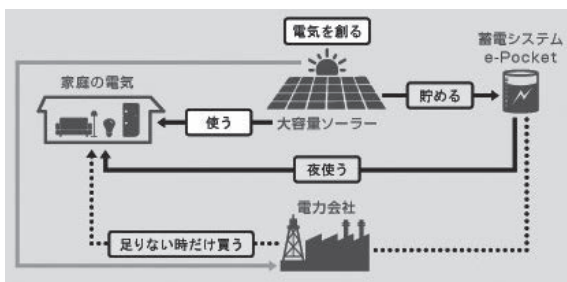 電気を創る
蓄電システム
e-Pocket
家庭の電気
貯める
使う
大容量ソーラー
夜使う
電力会社
足りない時だけ買う